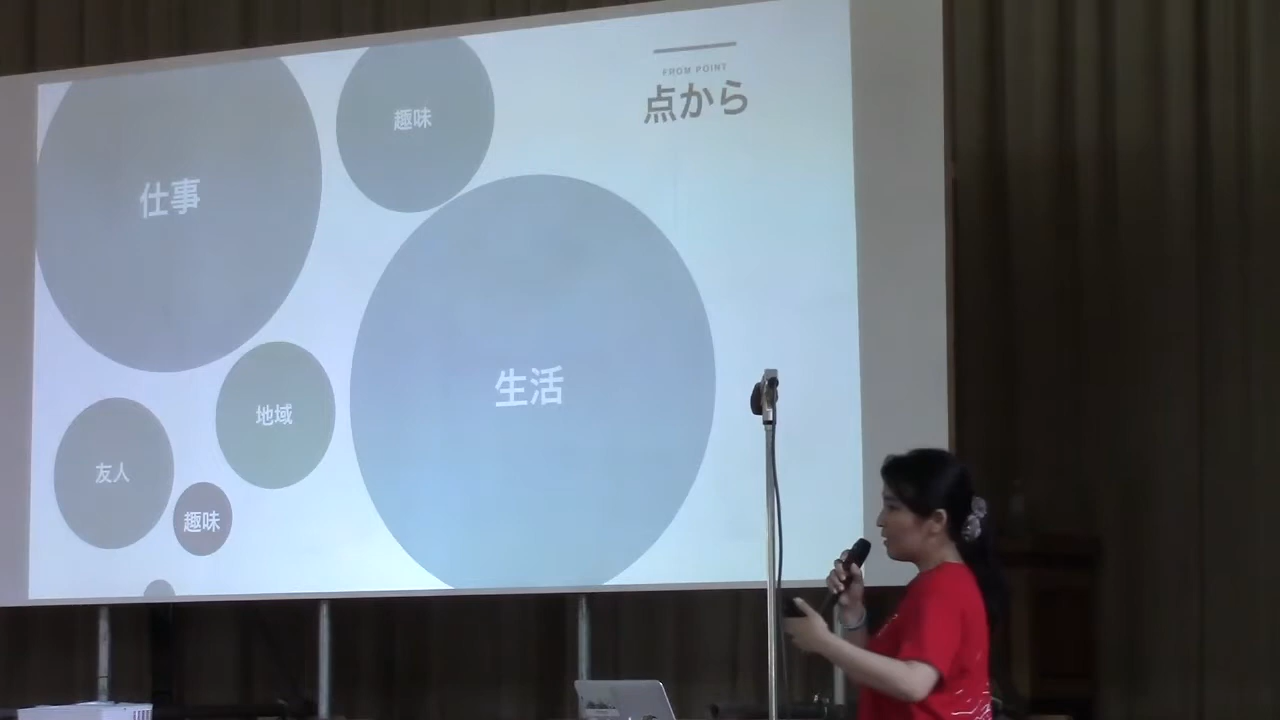 FROM POINT
点から
趣味
仕事
生活
地域
友人
趣味